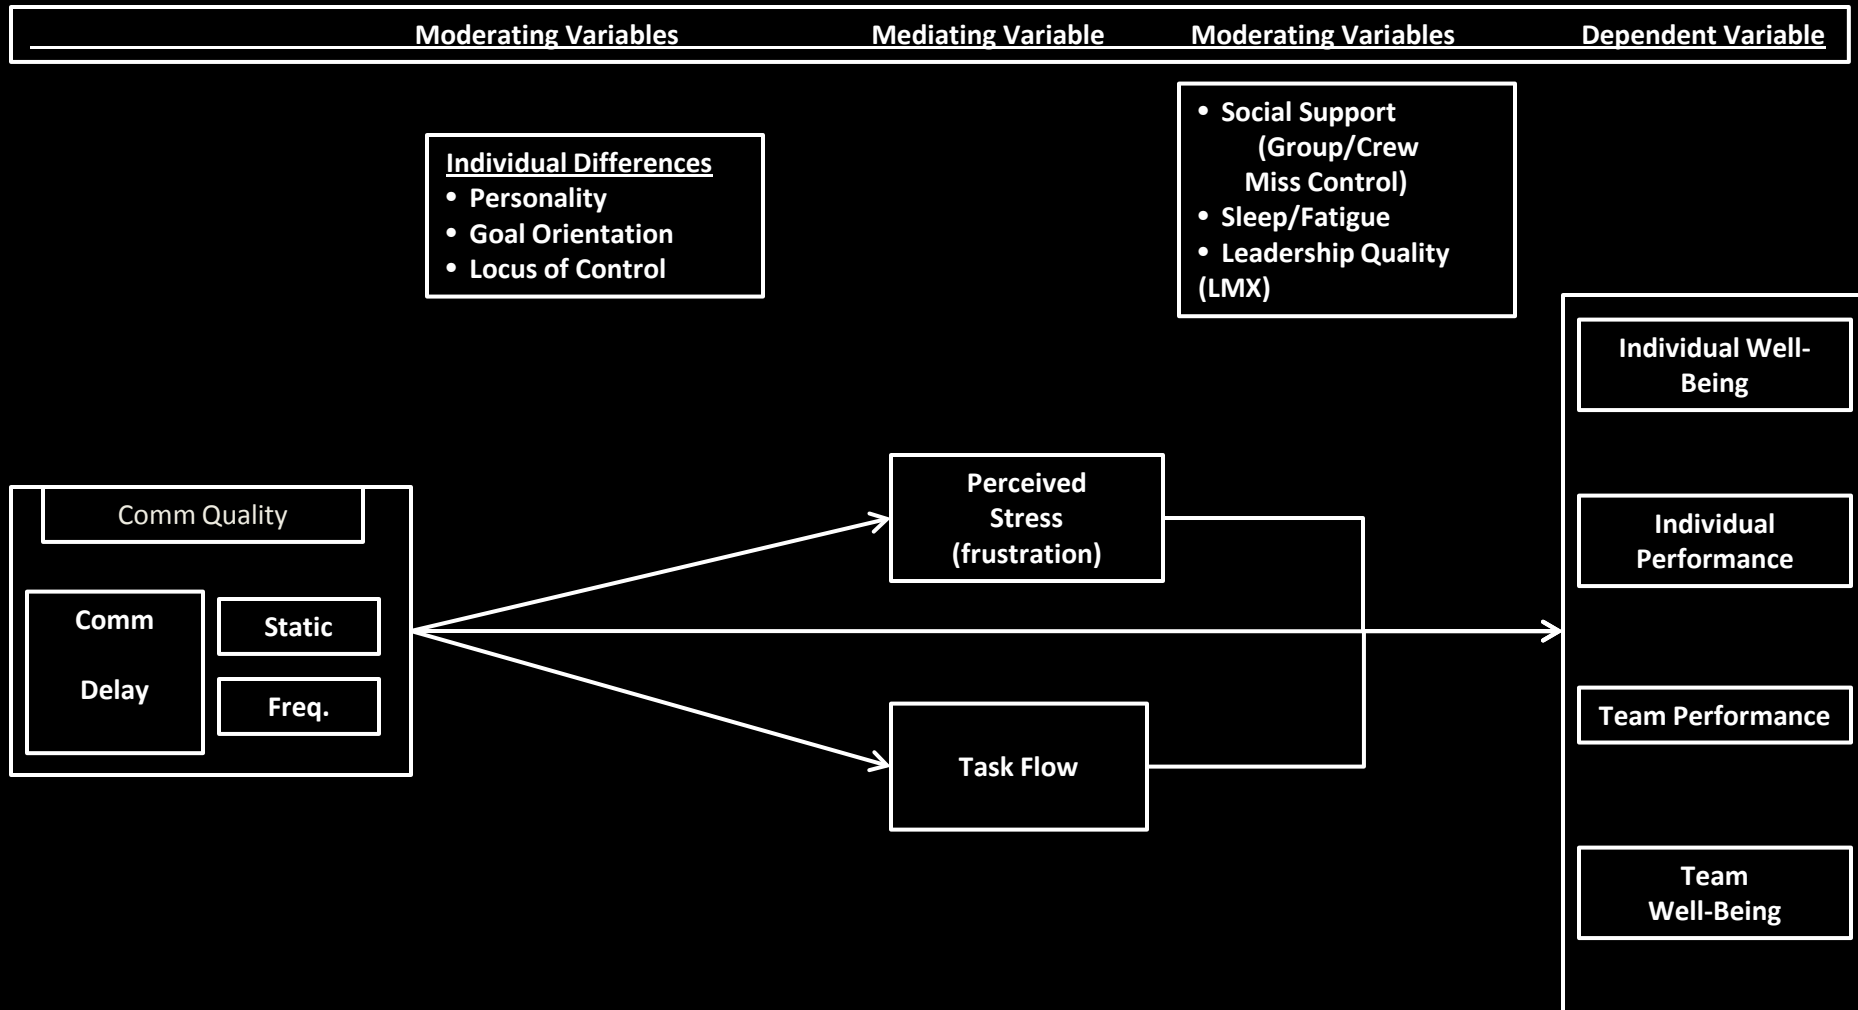 Moderating Variables Mediating Variable Moderating Variables Dependent Variable
Individual Differences
• Personality
• Goal Orientation
• Locus of Control
• Social Support
(Group/Crew
Miss Control)
• Sleep/Fatigue
• Leadership Quality
(LMX)
Comm Quality
Comm
Delay
Static
Freq.
Perceived
Stress
(frustration)
Task Flow
Individual Well-
Being
Individual
Performance
Team Performance
Team
Well-Being